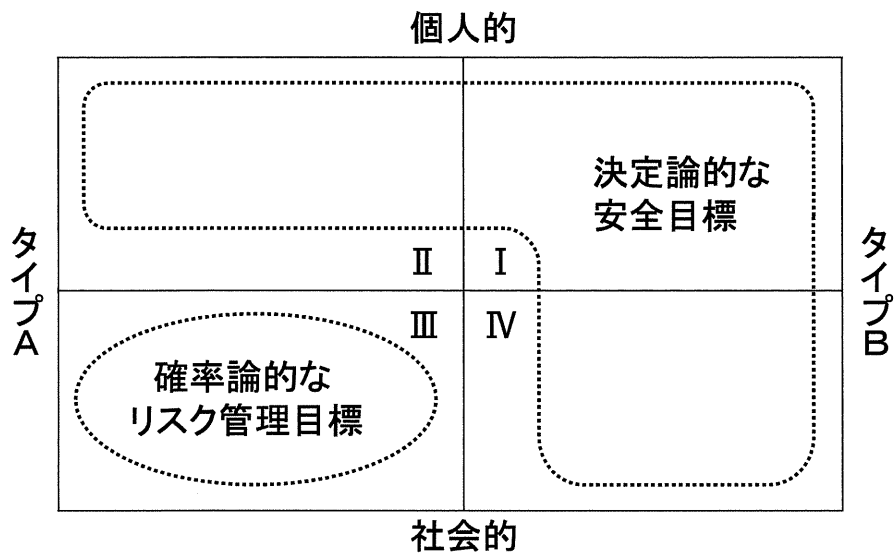 個人的
決定論的な
安全目標
タイプA
タイプB
Ⅱ
Ⅰ
Ⅲ
Ⅳ
確率論的な
リスク管理目標
社会的